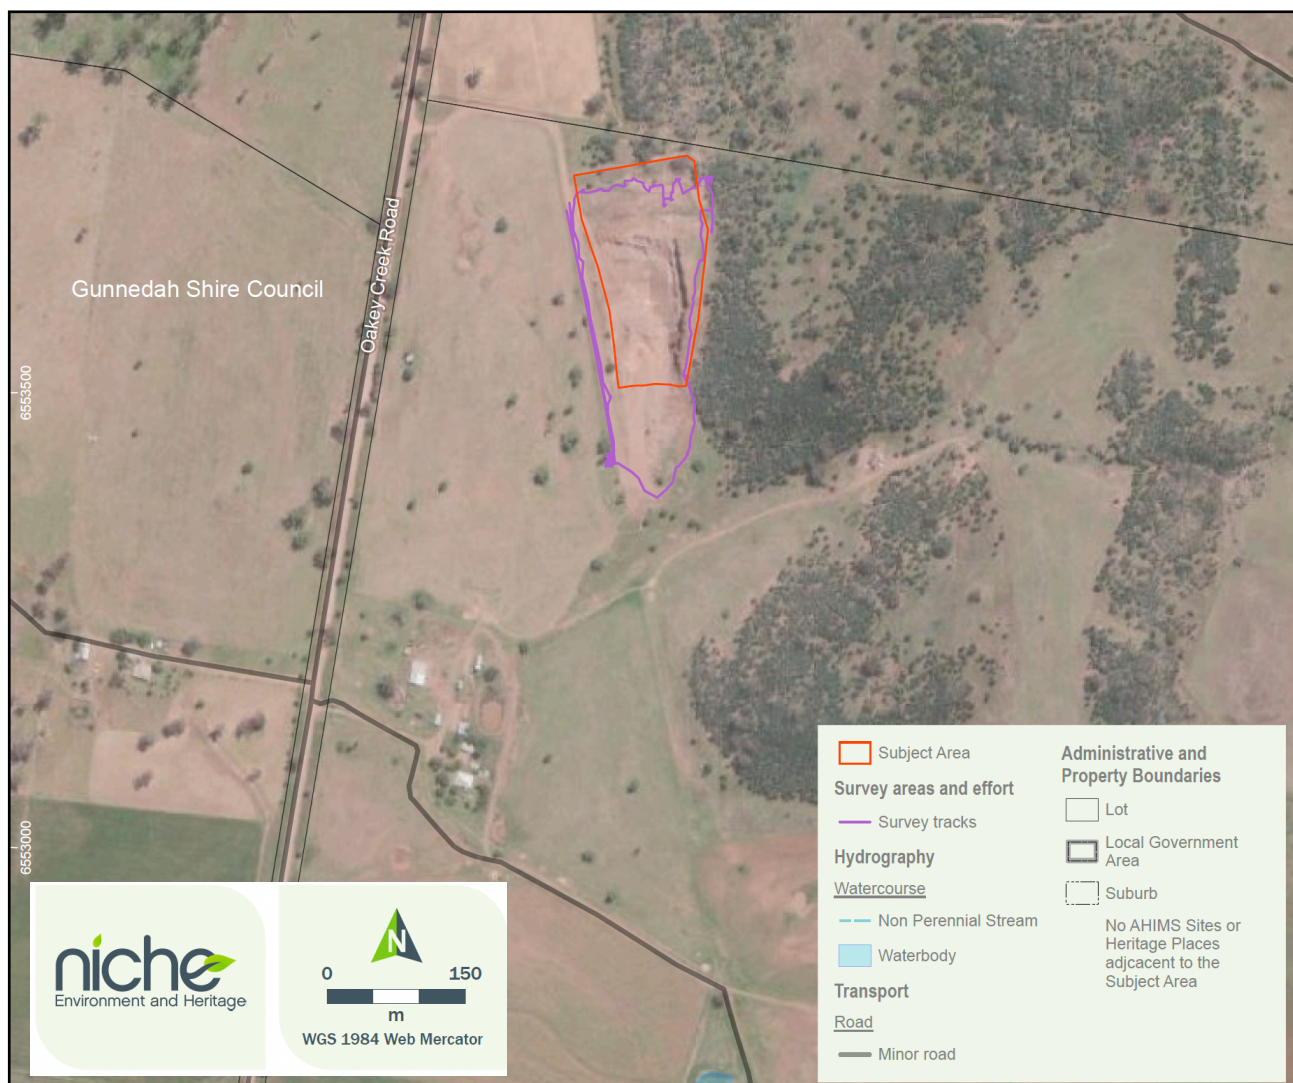 Gunnedah Shire Council
Oakey Creek Road
6553500
6553000
niche
Environment and Heritage
N
0 150
m
WGS 1984 Web Mercator
Subject Area
Survey areas and effort
Survey tracks
Hydrography
Watercourse
Non Perennial Stream
Waterbody
Transport
Road
Minor road
Administrative and
Property Boundaries
Lot
Local Government
Area
Suburb
No AHIMS Sites or
Heritage Places
adjcacent to the
Subject Area